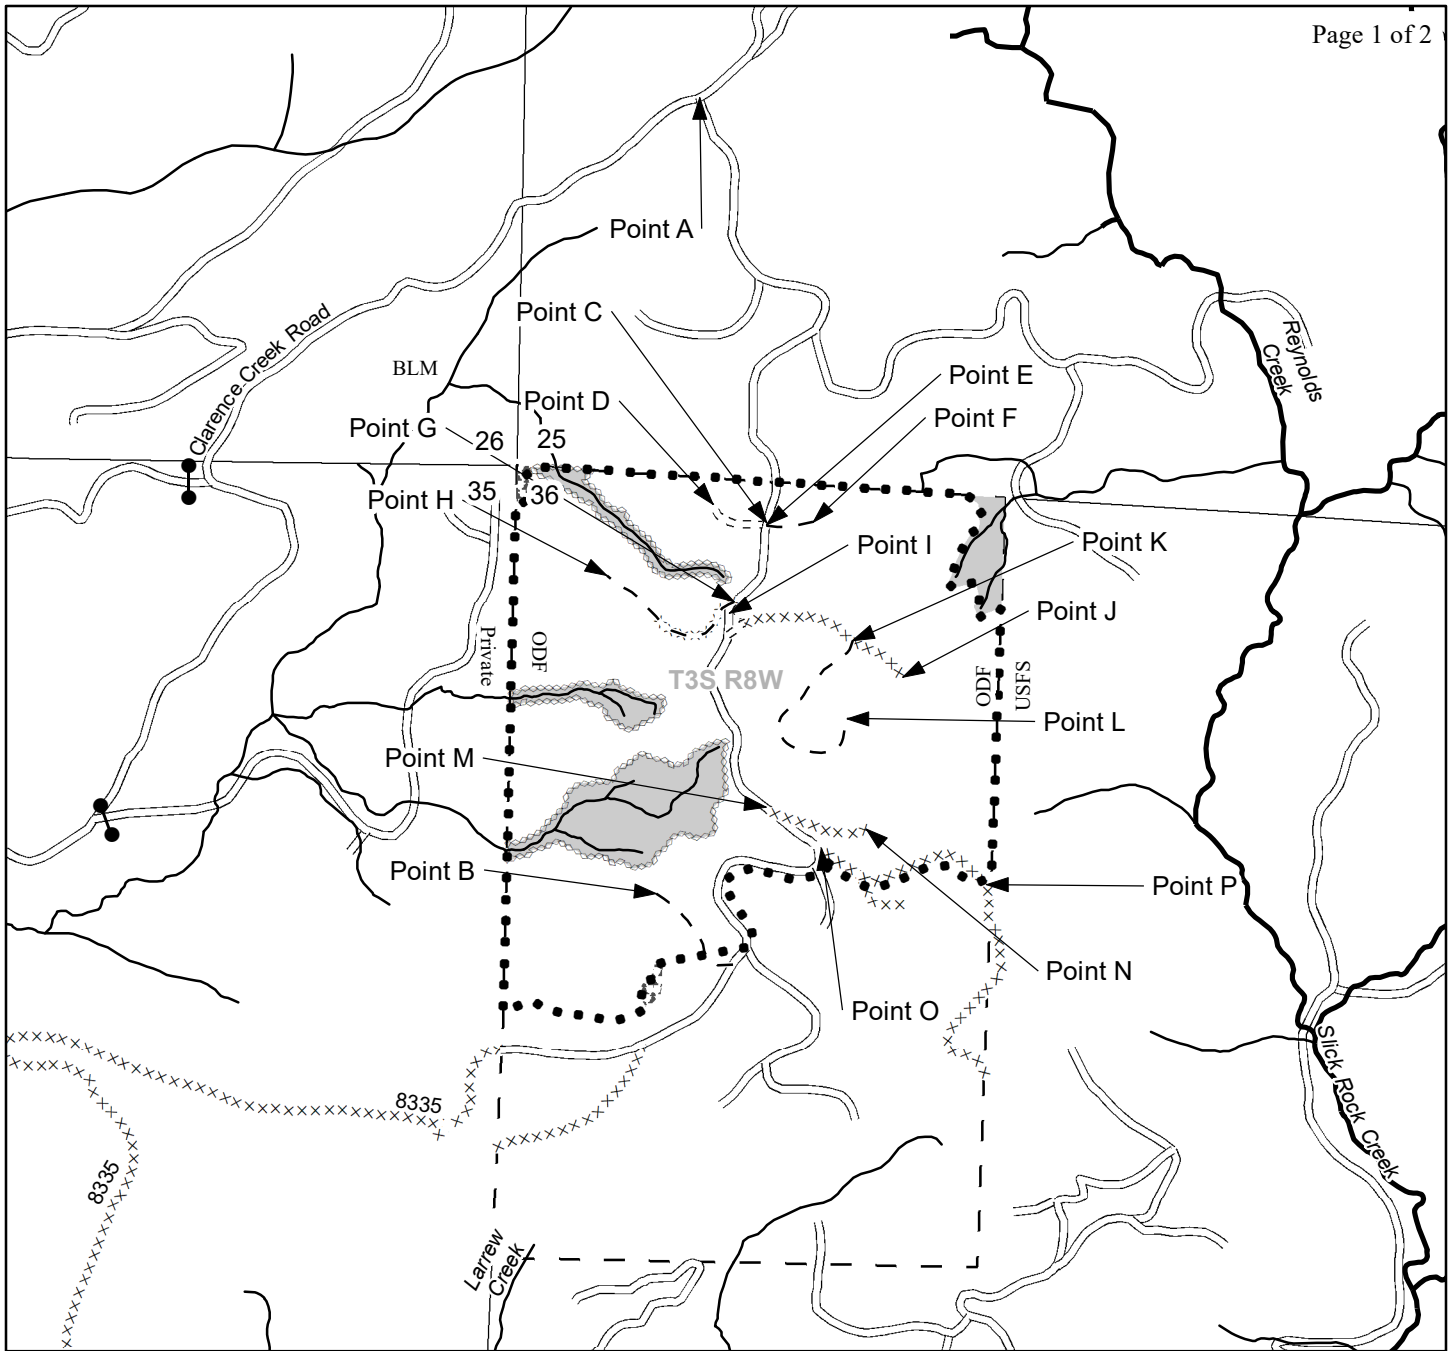 Page 1 of 2
Point A
Point C
Clarence Creek Road
Reynolds
Creek
BLM
Point E
Point D
Point F
Point G
26
25
35
36
Point H
Point I
Point K
Point J
Private
ODF
T3S R8W
ODF
USFS
Point L
Point M
Point B
Point P
Point N
Point O
Slick Rock Creek
8335
8335
Larrew
Creek